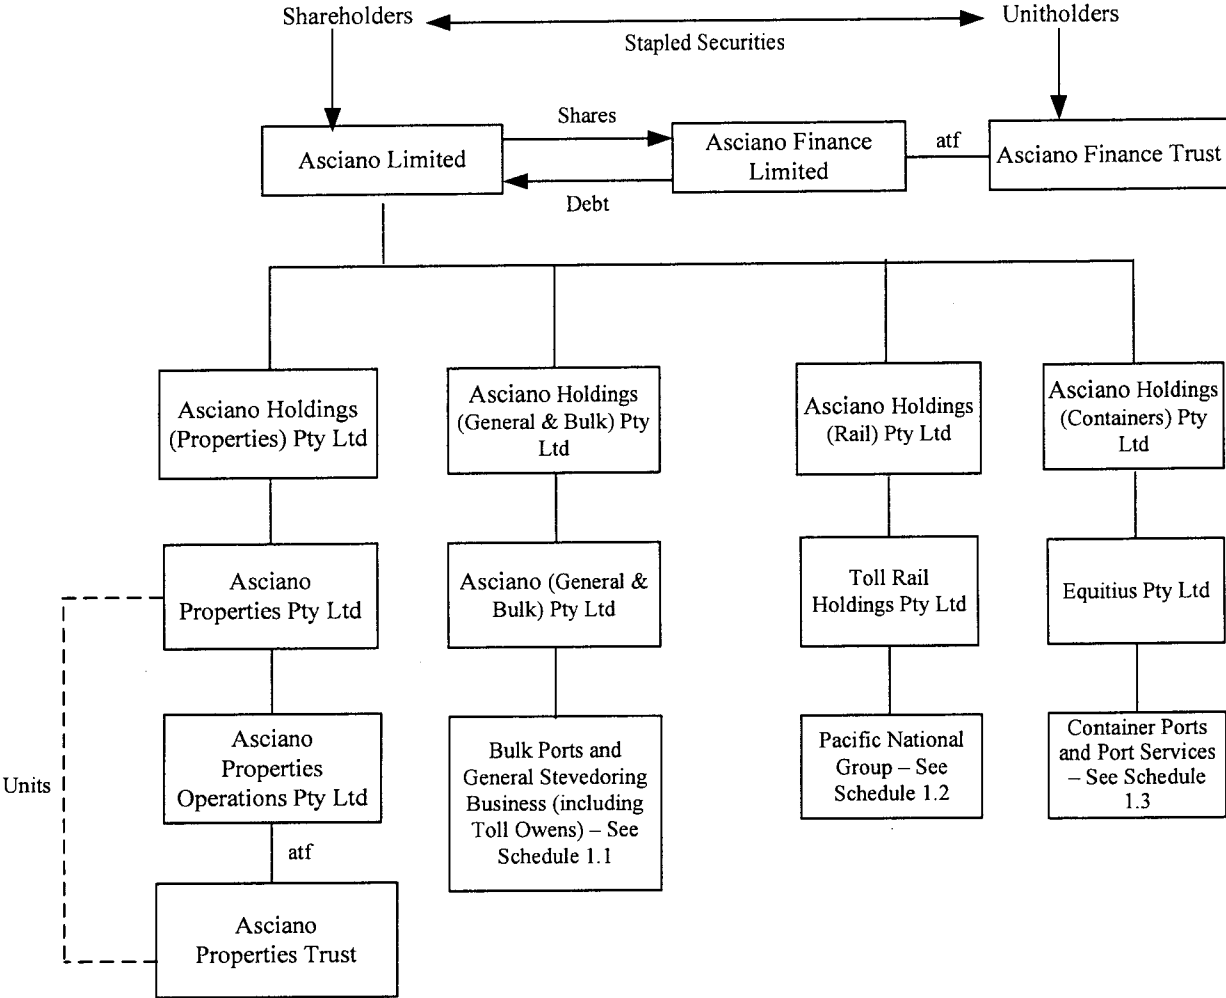 Shareholders
Unitholders
Stapled Securities
Shares
Asciano Limited
Asciano Finance
Limited
atf
Asciano Finance Trust
Debt
Asciano Holdings
(Properties) Pty Ltd
Asciano Holdings
(General & Bulk) Pty
Ltd
Asciano Holdings
(Rail) Pty Ltd
Asciano Holdings
(Containers) Pty
Ltd
Asciano
Properties Pty Ltd
Asciano (General &
Bulk) Pty Ltd
Toll Rail
Holdings Pty Ltd
Equitius Pty Ltd
Units
Asciano
Properties
Operations Pty Ltd
Bulk Ports and
General Stevedoring
Business (including
Toll Owens) – See
Schedule 1.1
Pacific National
Group – See
Schedule 1.2
Container Ports
and Port Services
– See Schedule
1.3
atf
Asciano
Properties Trust